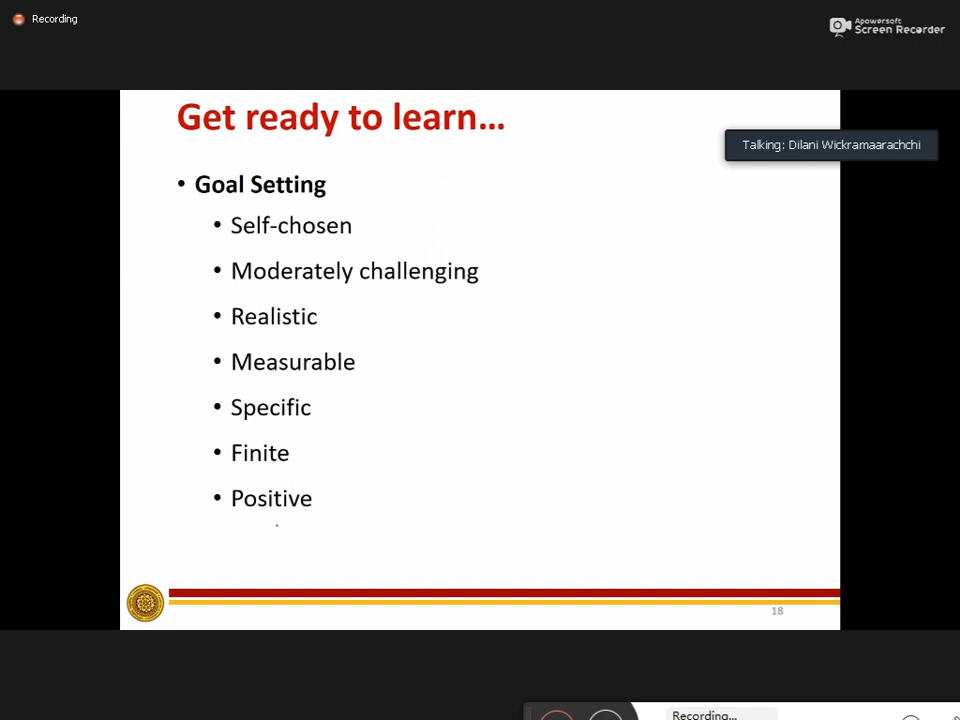 Recording
Apowersoft
Screen Recorder
Get ready to learn...
Talking: Dilani Wickramaarachchi
• Goal Setting
• Self-chosen
• Moderately challenging
• Realistic
• Measurable
• Specific
• Finite
• Positive
18
Recording...